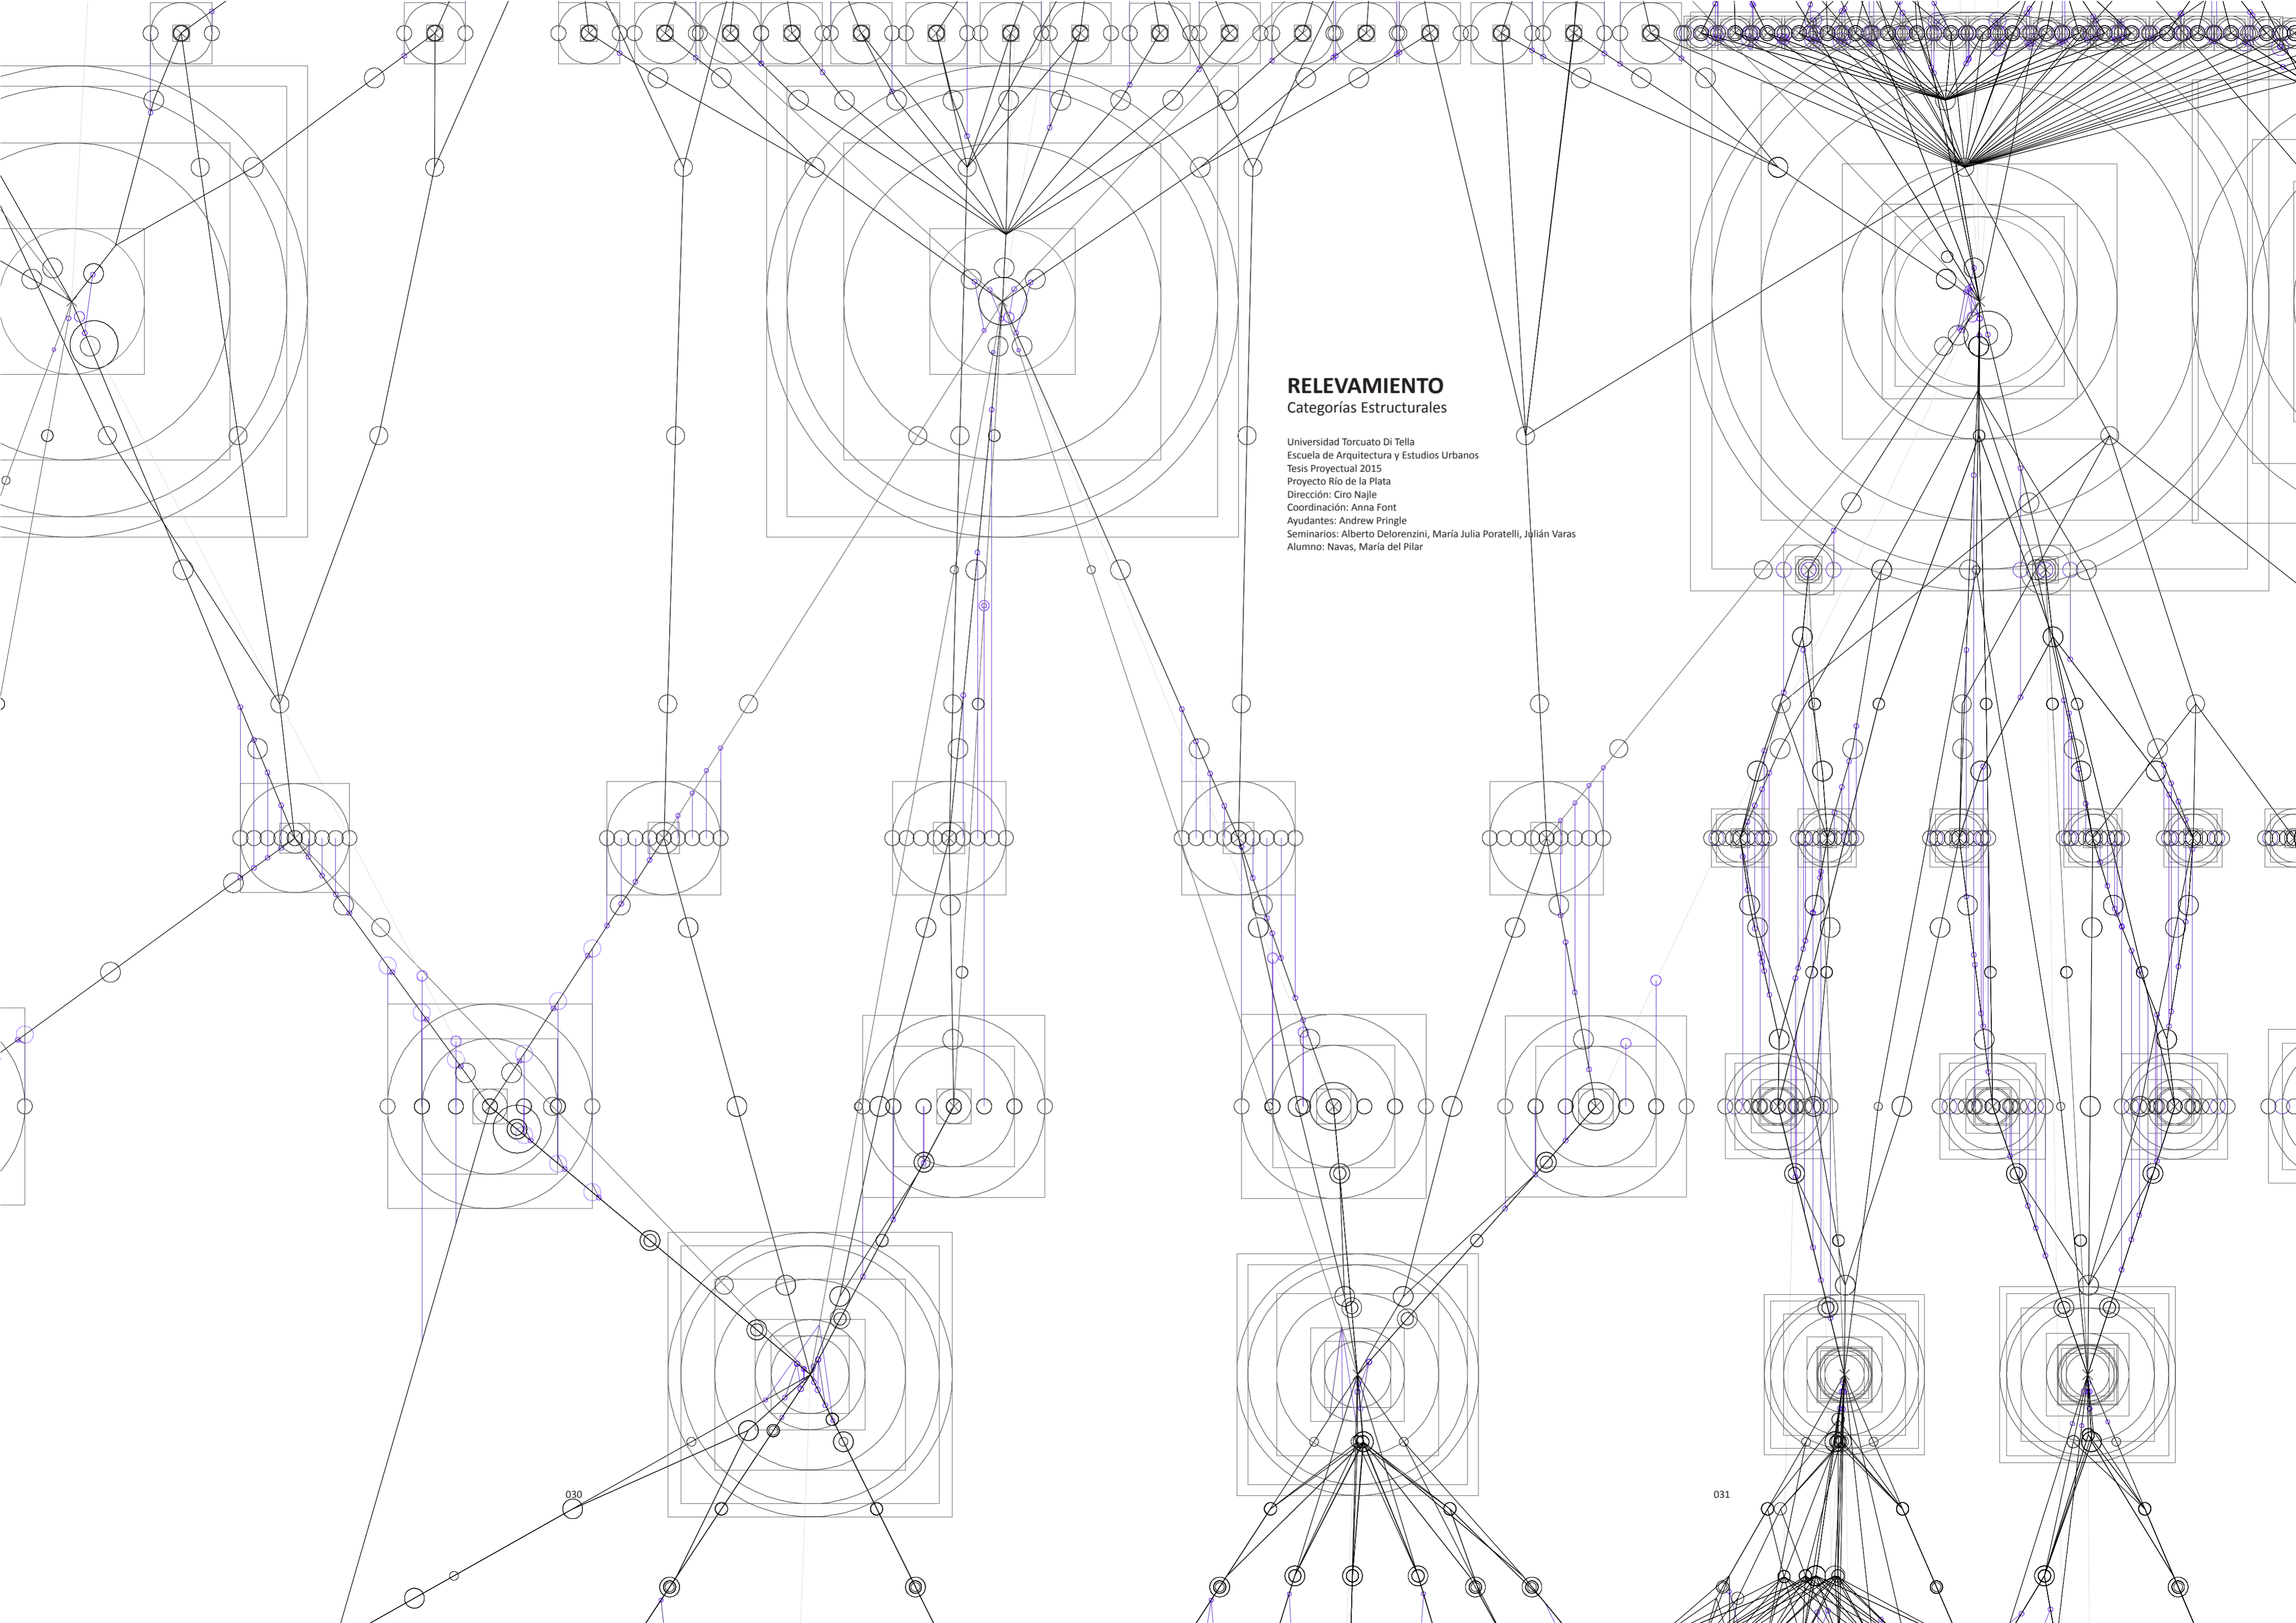 RELEVAMIENTO
Categorías Estructurales
Universidad Torcuato Di Tella
Escuela de Arquitectura y Estudios Urbanos
Tesis Proyectual 2015
Proyecto Río de la Plata
Dirección: Ciro Najle
Coordinación: Anna Font
Ayudantes: Andrew Pringle
Seminarios: Alberto Delorenzini, María Julia Poratelli, Julián Varas
Alumno: Navas, María del Pilar
030
031